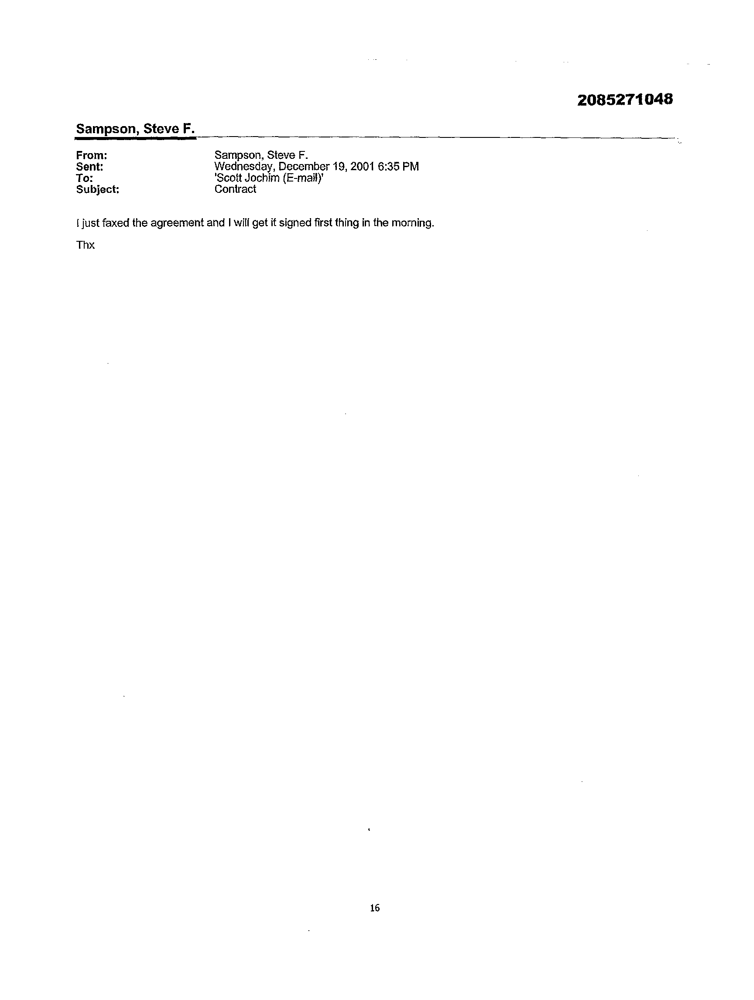 2085271048
Sampson, Steve F.
From: Sampson, Steve F.
Sent: Wednesday, December 19, 2001 6:35 PM
To: 'Scott Jochim (E-mail)'
Subject: Contract
I just faxed the agreement and I will get it signed first thing in the morning.
Thx
16